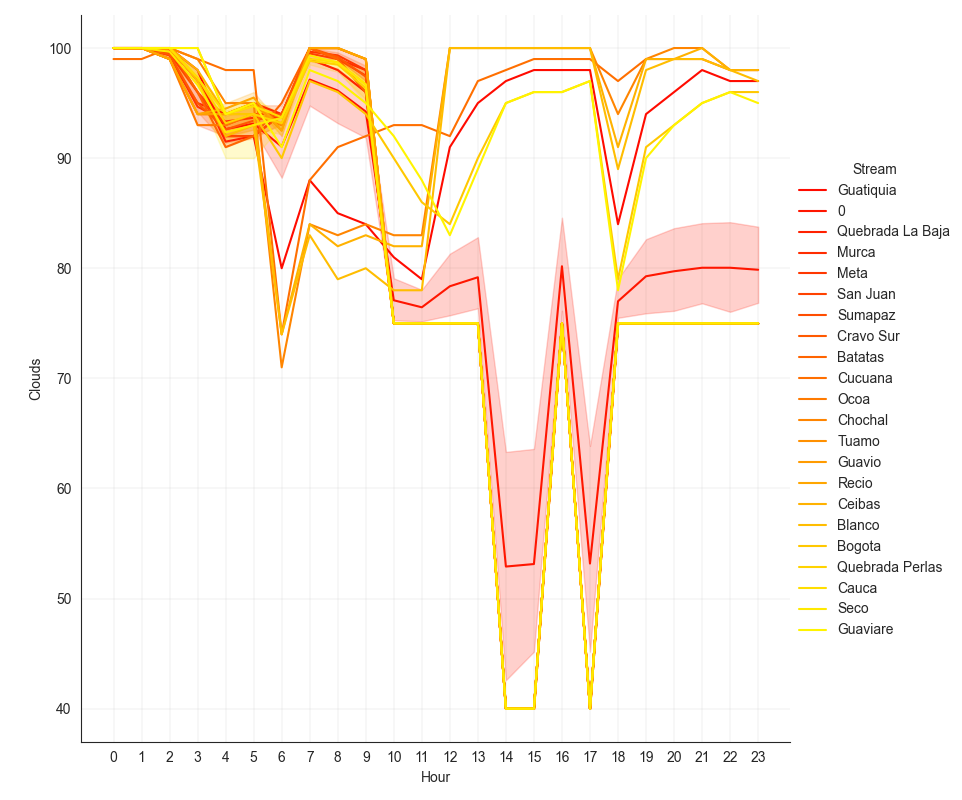 100
90
80
70
60
50
40
Clouds
0 1 2 3 4 5 6 7 8 9 10 11 12 13 14 15 16 17 18 19 20 21 22 23
Hour
Stream
Guatiquia
0
Quebrada La Baja
Murca
Meta
San Juan
Sumapaz
Cravo Sur
Batatas
Cucuana
Ocoa
Chochal
Tuamo
Guavio
Recio
Ceibas
Blanco
Bogota
Quebrada Perlas
Cauca
Seco
Guaviare